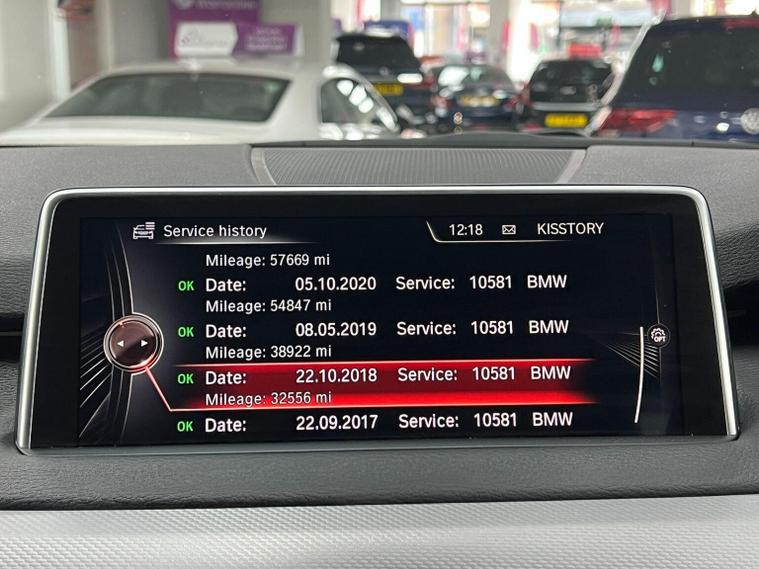 Service history
12:18 KISSTORY
Mileage: 57669 mi
OK Date: 05.10.2020 Service: 10581 BMW
Mileage: 54847 mi
OK Date: 08.05.2019 Service: 10581 BMW
Mileage: 38922 mi
OK Date: 22.10.2018 Service: 10581 BMW
Mileage: 32556 mi
OK Date: 22.09.2017 Service: 10581 BMW
OPT